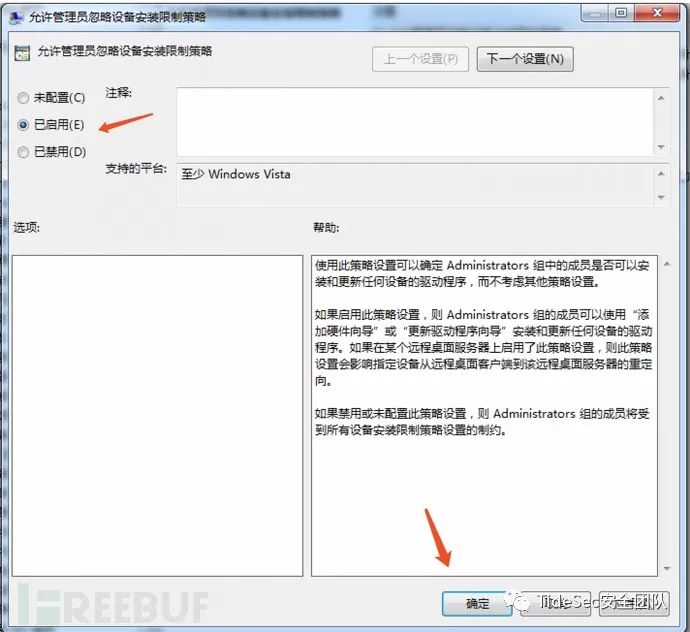 允许管理员忽略设备安装限制策略
允许管理员忽略设备安装限制策略
上一个设置(P)
下一个设置(N)
未配置(C)
注释:
已启用(E)
已禁用(D)
支持的平台:
至少 Windows Vista
选项:
帮助:
使用此策略设置可以确定 Administrators 组中的成员是否可以安
装和更新任何设备的驱动程序，而不考虑其他策略设置。
如果启用此策略设置，则 Administrators 组的成员可以使用“添
加硬件向导”或“更新驱动程序向导”安装和更新任何设备的驱动
程序。如果在某个远程桌面服务器上启用了此策略设置，则此策略
设置会影响指定设备从远程桌面客户端到该远程桌面服务器的重定
向。
如果禁用或未配置此策略设置，则 Administrators 组的成员将受
到所有设备安装限制策略设置的制约。
确定
TideSec安全团队
FREEBUF